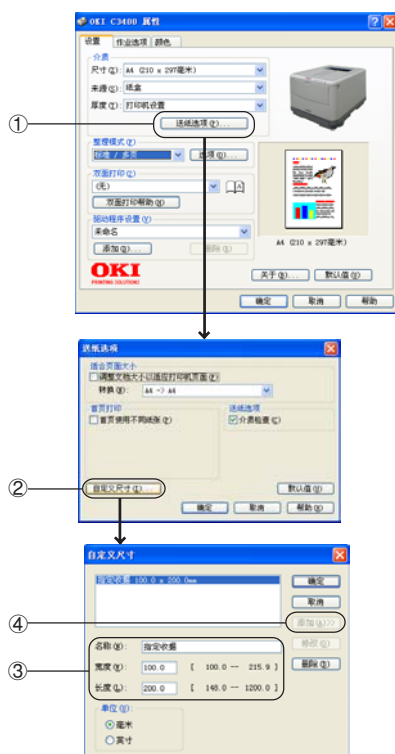 OKI C3400 属性
设置 作业选项 颜色
介质
尺寸(Z): A4 (210 x 297毫米)
来源(S): 纸盒
厚度(T): 打印机设置
① 送纸选项(P)...
整理模式(F)
标准 / 多页 选项(O)...
双面打印(2)
(无)
双面打印帮助(H)
驱动程序设置(V)
未命名
添加(D)... 删除(R)
A4 (210 x 297毫米)
OKI
PRINTING SOLUTIONS
关于(B)... 默认值(U)
确定 取消 帮助
送纸选项
适合页面大小
调整文档大小以适应打印机页面(F)
转换(R): A4 -> A4
首页打印
首页使用不同纸张(P)
送纸选项
介质检查(C)
② 自定义尺寸(Z)... 默认值(U)
确定 取消 帮助(H)
自定义尺寸
指定收据 100.0 x 200.0mm
确定
取消
④ 添加(A)>>
修改(O)
删除(D)
③
名称(N): 指定收据
宽度(W): 100.0 [ 100.0 -- 215.9 ]
长度(L): 200.0 [ 148.0 -- 1200.0 ]
单位(U):
毫米
英寸